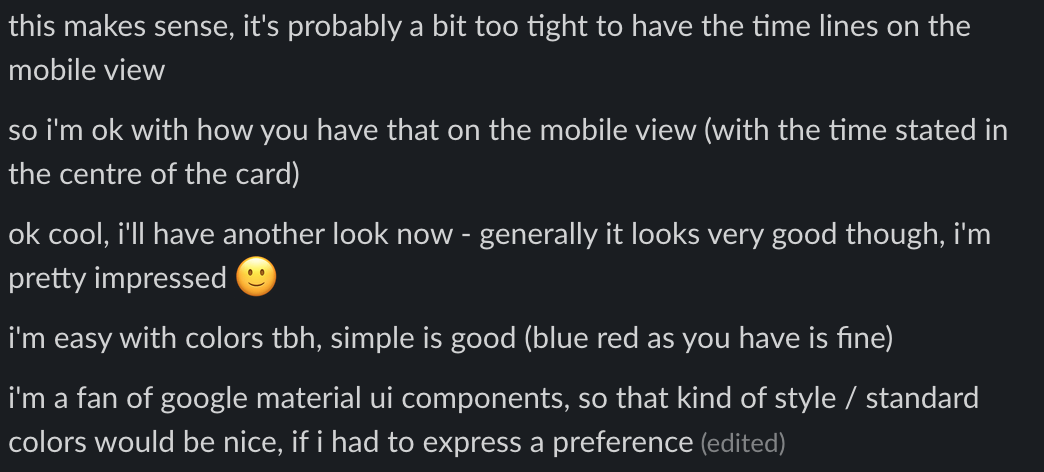 this makes sense, it's probably a bit too tight to have the time lines on the
mobile view
so i'm ok with how you have that on the mobile view (with the time stated in
the centre of the card)
ok cool, i'll have another look now - generally it looks very good though, i'm
pretty impressed 🙂
i'm easy with colors tbh, simple is good (blue red as you have is fine)
i'm a fan of google material ui components, so that kind of style / standard
colors would be nice, if i had to express a preference (edited)